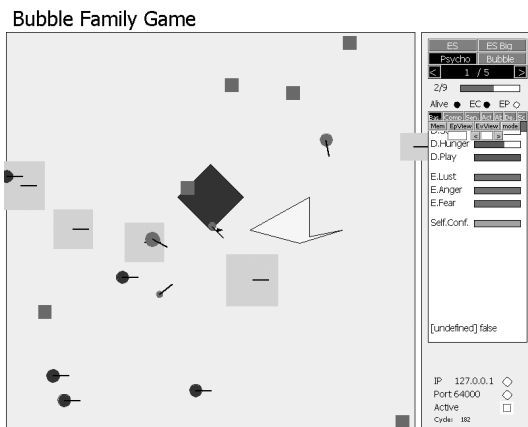 Bubble Family Game
ES ES Big
Psycho Bubble
< 1 / 5 >
2/9
Alive EC EP
Mem EpView EvView mode
< >
D.Hunger
D.Play
E.Lust
E.Anger
E.Fear
Self.Conf.
[undefined] false
IP 127.0.0.1
Port 64000
Active
Cycle: 182